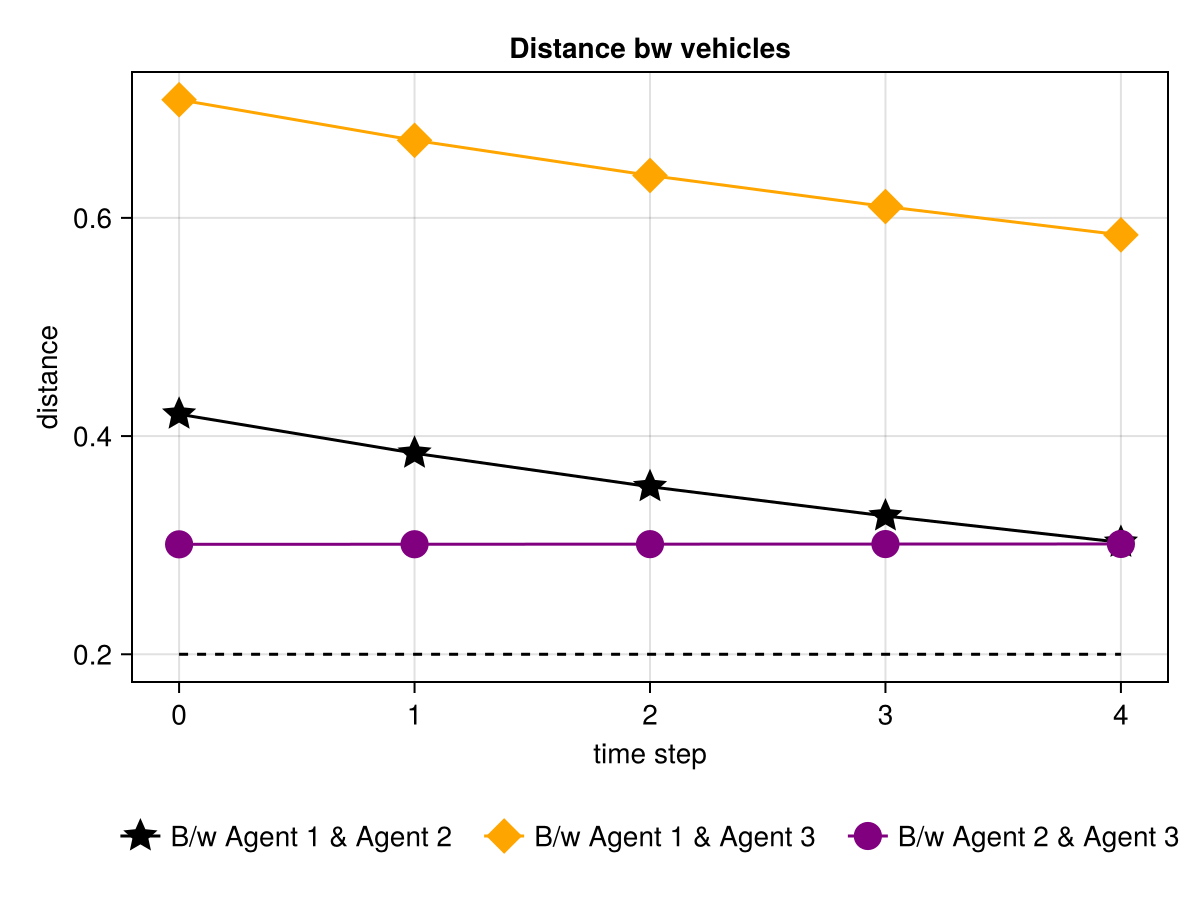 Distance bw vehicles
distance
0.6
0.4
0.2
0 1 2 3 4
time step
B/w Agent 1 & Agent 2 B/w Agent 1 & Agent 3 B/w Agent 2 & Agent 3